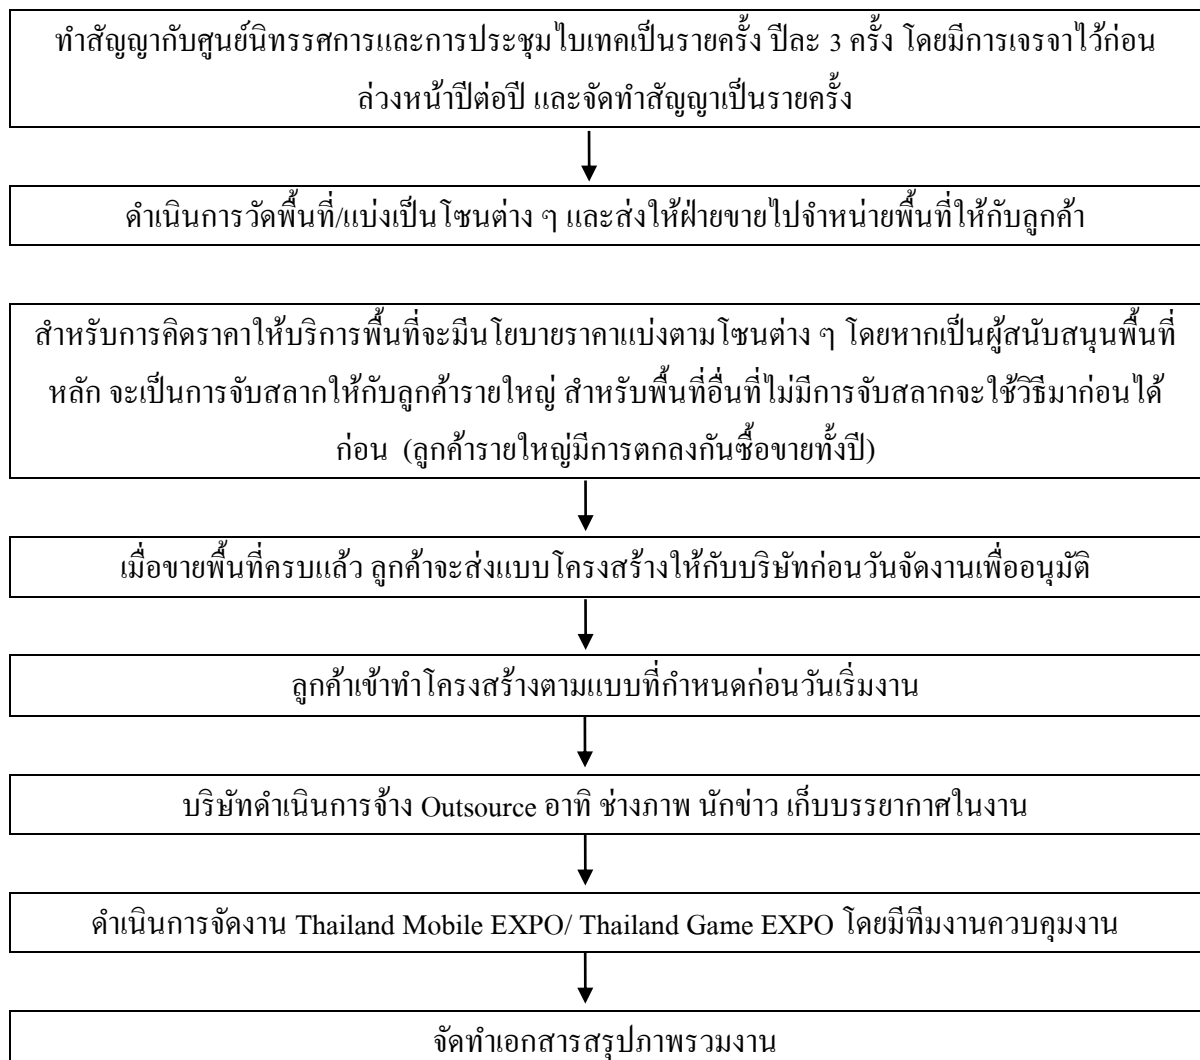 ทำสัญญากับศูนย์นิทรรศการและการประชุมไบเทคเป็นรายครั้ง ปีละ 3 ครั้ง โดยมีการเจรจาไว้ก่อน
ล่วงหน้าปีต่อปี และจัดทำสัญญาเป็นรายครั้ง
ดำเนินการวัดพื้นที่/แบ่งเป็นโซนต่าง ๆ และส่งให้ฝ่ายขายไปจำหน่ายพื้นที่ให้กับลูกค้า
สำหรับการคิดราคาให้บริการพื้นที่จะมีนโยบายราคาแบ่งตามโซนต่าง ๆ โดยหากเป็นผู้สนับสนุนพื้นที่
หลัก จะเป็นการจับสลากให้กับลูกค้ารายใหญ่ สำหรับพื้นที่อื่นที่ไม่มีการจับสลากจะใช้วิธีมาก่อนได้
ก่อน (ลูกค้ารายใหญ่มีการตกลงกันซื้อขายทั้งปี)
เมื่อขายพื้นที่ครบแล้ว ลูกค้าจะส่งแบบโครงสร้างให้กับบริษัทก่อนวันจัดงานเพื่ออนุมัติ
ลูกค้าเข้าทำโครงสร้างตามแบบที่กำหนดก่อนวันเริ่มงาน
บริษัทดำเนินการจ้าง Outsource อาทิ ช่างภาพ นักข่าว เก็บบรรยากาศในงาน
ดำเนินการจัดงาน Thailand Mobile EXPO/ Thailand Game EXPO โดยมีทีมงานควบคุมงาน
จัดทำเอกสารสรุปภาพรวมงาน